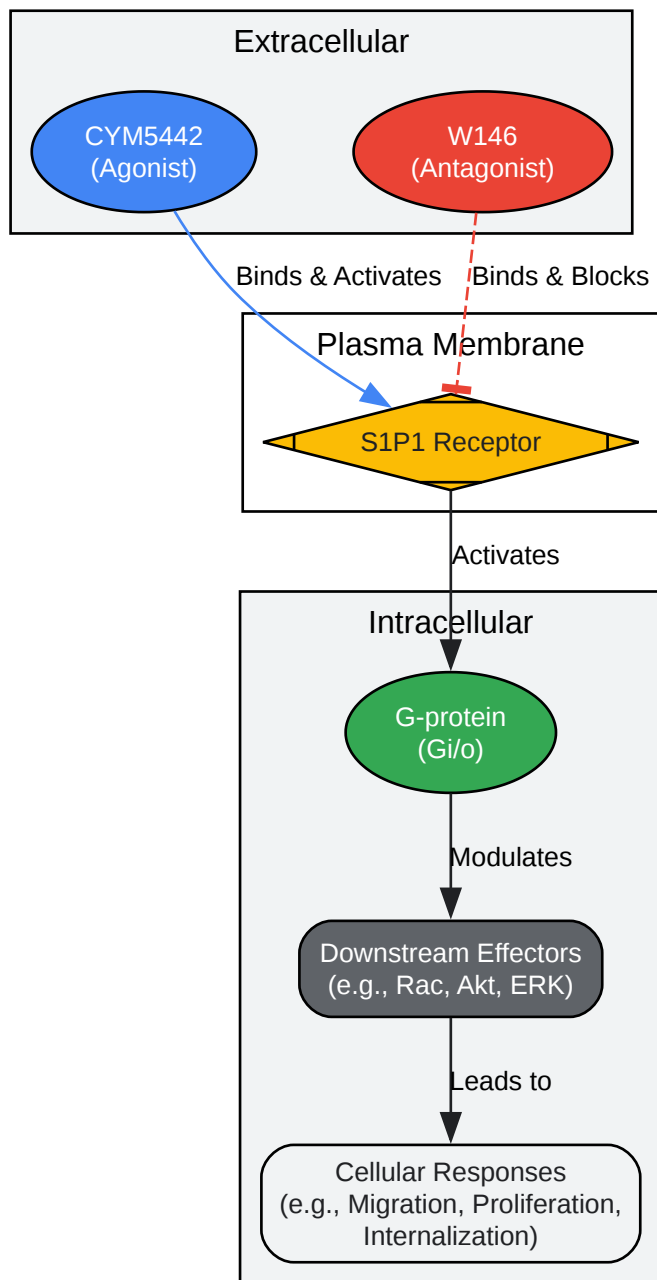 Extracellular
CYM5442
(Agonist)
W146
(Antagonist)
Binds & Activates
Binds & Blocks
Plasma Membrane
S1P1 Receptor
Activates
Intracellular
G-protein
(Gi/o)
Modulates
Downstream Effectors
(e.g., Rac, Akt, ERK)
Leads to
Cellular Responses
(e.g., Migration, Proliferation,
Internalization)